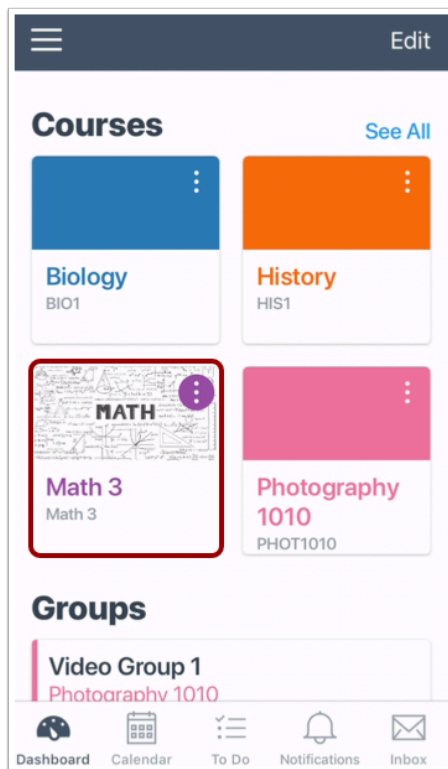 Edit
Courses
See All
Biology
BIO1
History
HIS1
MATH
Math 3
Math 3
Photography
1010
PHOT1010
Groups
Video Group 1
Photography 1010
Dashboard
Calendar
To Do
Notifications
Inbox